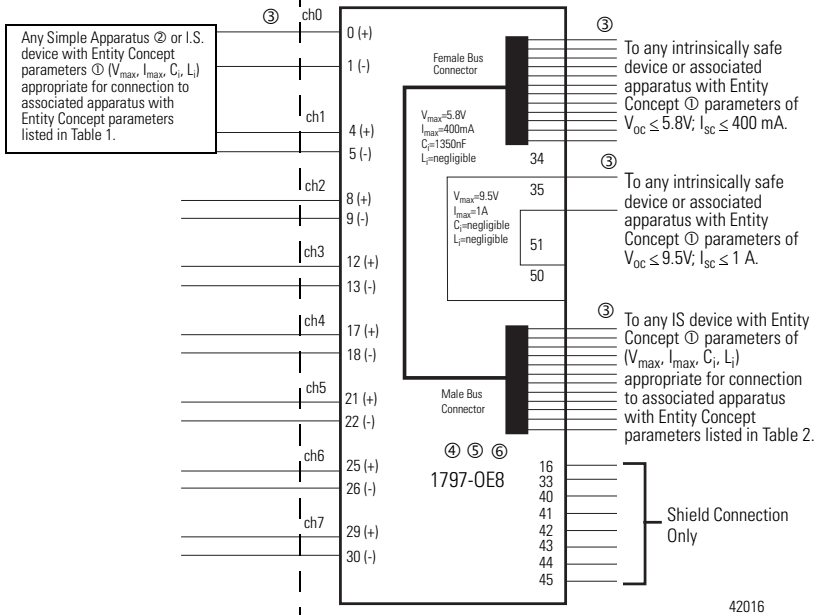 Any Simple Apparatus ② or I.S.
device with Entity Concept
parameters ① (Vmax, Imax, Ci, Li)
appropriate for connection to
associated apparatus with
Entity Concept parameters
listed in Table 1.
③
ch0
0 (+)
1 (-)
ch1
4 (+)
5 (-)
ch2
8 (+)
9 (-)
ch3
12 (+)
13 (-)
ch4
17 (+)
18 (-)
ch5
21 (+)
22 (-)
ch6
25 (+)
26 (-)
ch7
29 (+)
30 (-)
Female Bus
Connector
Vmax=5.8V
Imax=400mA
Ci=1350nF
Li=negligible
34
35
Vmax=9.5V
Imax=1A
Ci=negligible
Li=negligible
51
50
Male Bus
Connector
④ ⑤ ⑥
1797-OE8
16
33
40
41
42
43
44
45
③
To any intrinsically safe
device or associated
apparatus with Entity
Concept ① parameters of
Voc ≤ 5.8V; Isc ≤ 400 mA.
③
To any intrinsically safe
device or associated
apparatus with Entity
Concept ① parameters of
Voc ≤ 9.5V; Isc ≤ 1 A.
③
To any IS device with Entity
Concept ① parameters of
(Vmax, Imax, Ci, Li)
appropriate for connection
to associated apparatus
with Entity Concept
parameters listed in Table 2.
Shield Connection
Only
42016